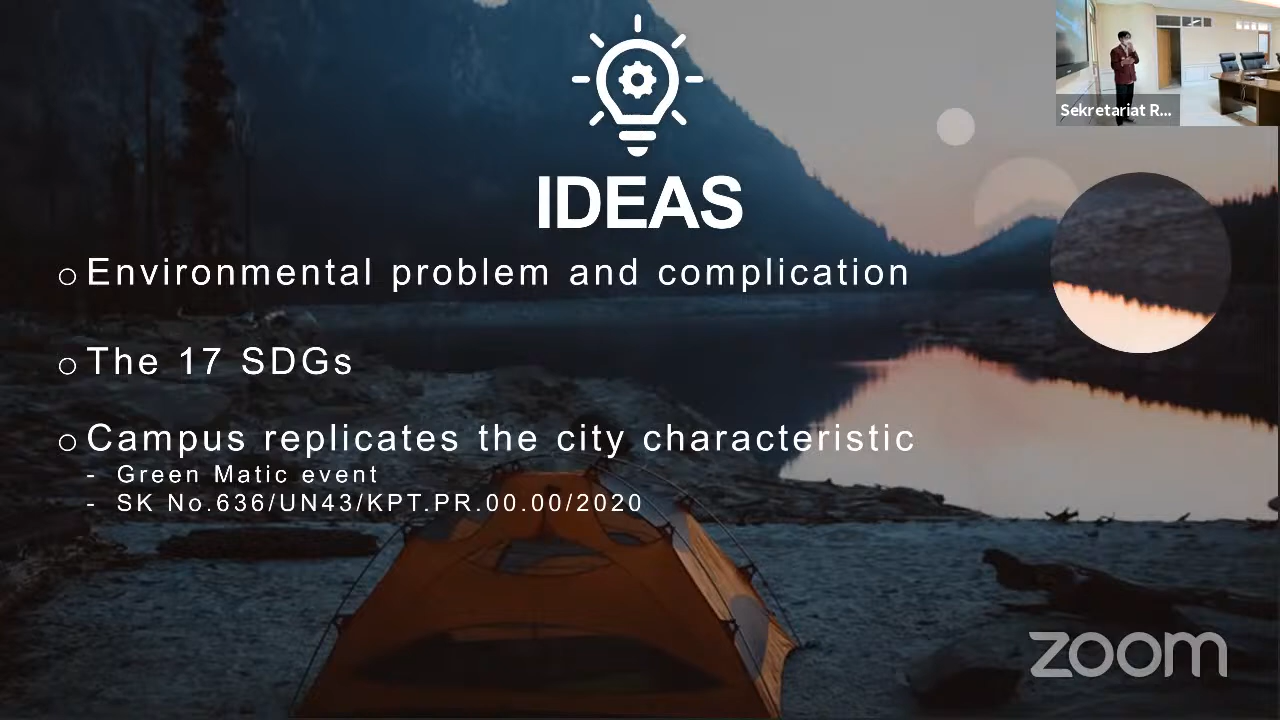 Sekretariat R...
IDEAS
Environmental problem and complication
The 17 SDGs
Campus replicates the city characteristic
- Green Matic event
- SK No.636/UN43/KPT.PR.00.00/2020
zoom